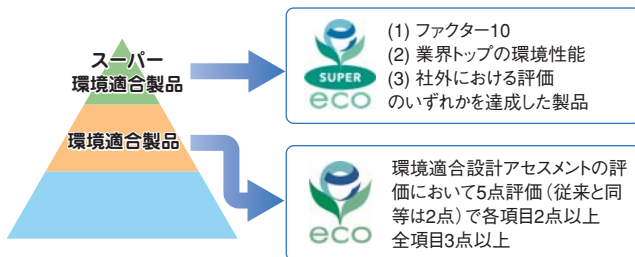 スーパー
環境適合製品
環境適合製品
SUPER
eco
(1) ファクター10
(2) 業界トップの環境性能
(3) 社外における評価
のいずれかを達成した製品
eco
環境適合設計アセスメントの評
価において5点評価(従来と同
等は2点)で各項目2点以上
全項目3点以上